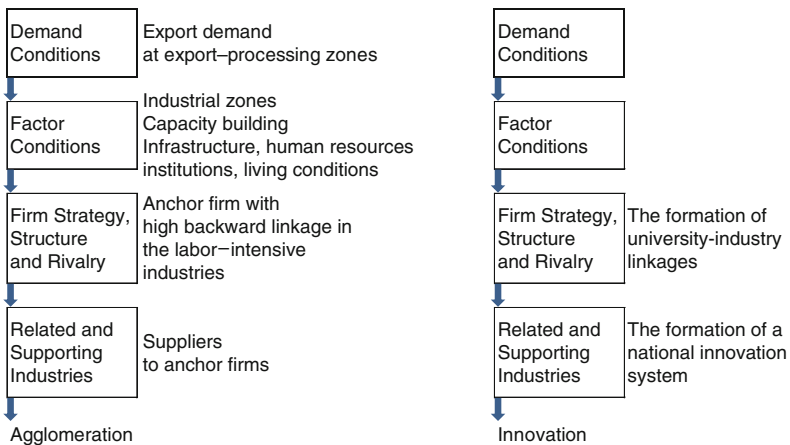 Demand
Conditions
Export demand
at export–processing zones
Factor
Conditions
Industrial zones
Capacity building
Infrastructure, human resources
institutions, living conditions
Firm Strategy,
Structure
and Rivalry
Anchor firm with
high backward linkage in
the labor–intensive
industries
Related and
Supporting
Industries
Suppliers
to anchor firms
Agglomeration
Demand
Conditions
Factor
Conditions
Firm Strategy,
Structure
and Rivalry
The formation of
university-industry
linkages
Related and
Supporting
Industries
The formation of a
national innovation
system
Innovation